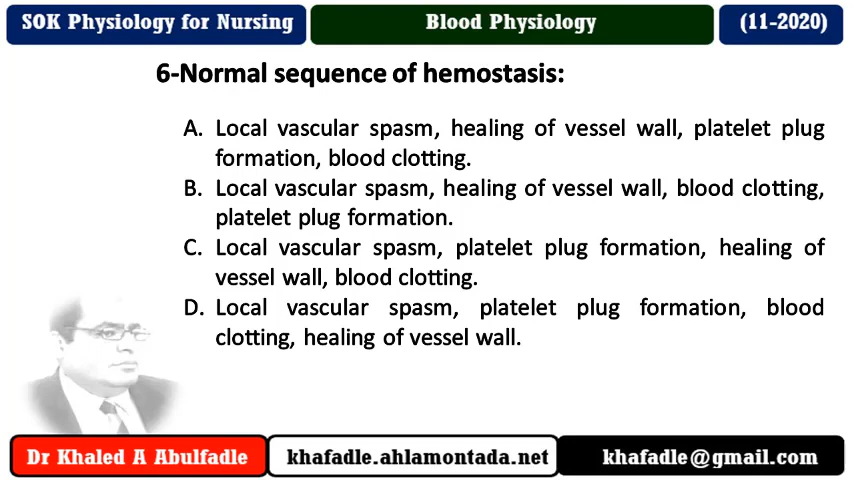 SOK Physiology for Nursing
Blood Physiology
(11-2020)
6-Normal sequence of hemostasis:
A. Local vascular spasm, healing of vessel wall, platelet plug
formation, blood clotting.
B. Local vascular spasm, healing of vessel wall, blood clotting,
platelet plug formation.
C. Local vascular spasm, platelet plug formation, healing of
vessel wall, blood clotting.
D. Local vascular spasm, platelet plug formation, blood
clotting, healing of vessel wall.
Dr Khaled A Abulfadle
khafadle.ahlamontada.net
khafadle@gmail.com